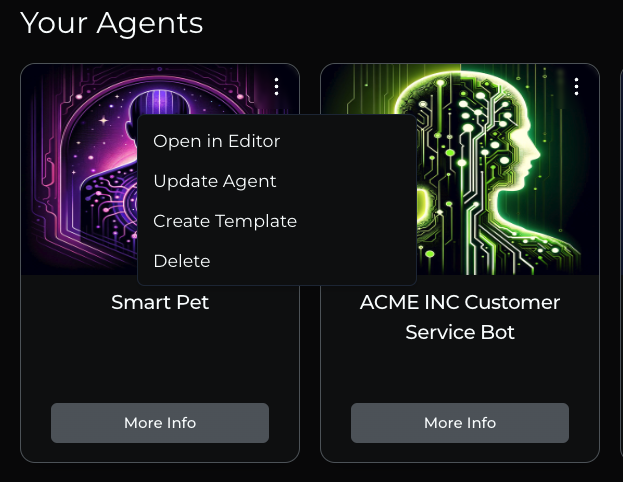 Your Agents
Open in Editor
Update Agent
Create Template
Delete
Smart Pet
ACME INC Customer
Service Bot
More Info
More Info